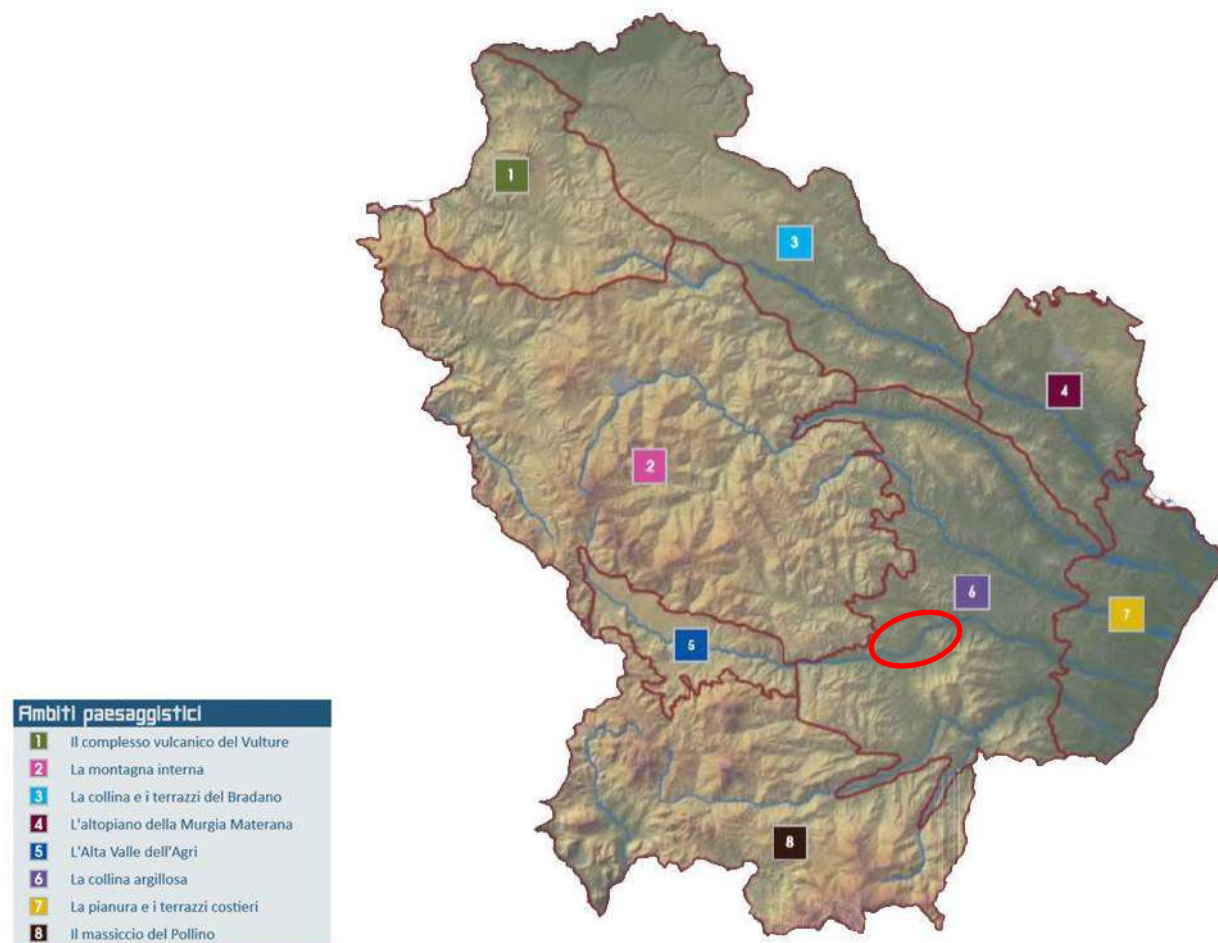 1
3
4
2
6
7
5
8
Ambiti paesaggistici
1 Il complesso vulcanico del Vulture
2 La montagna interna
3 La collina e i terrazzi del Bradano
4 L'altopiano della Murgia Materana
5 L'Alta Valle dell'Agri
6 La collina argillosa
7 La pianura e i terrazzi costieri
8 Il massiccio del Pollino